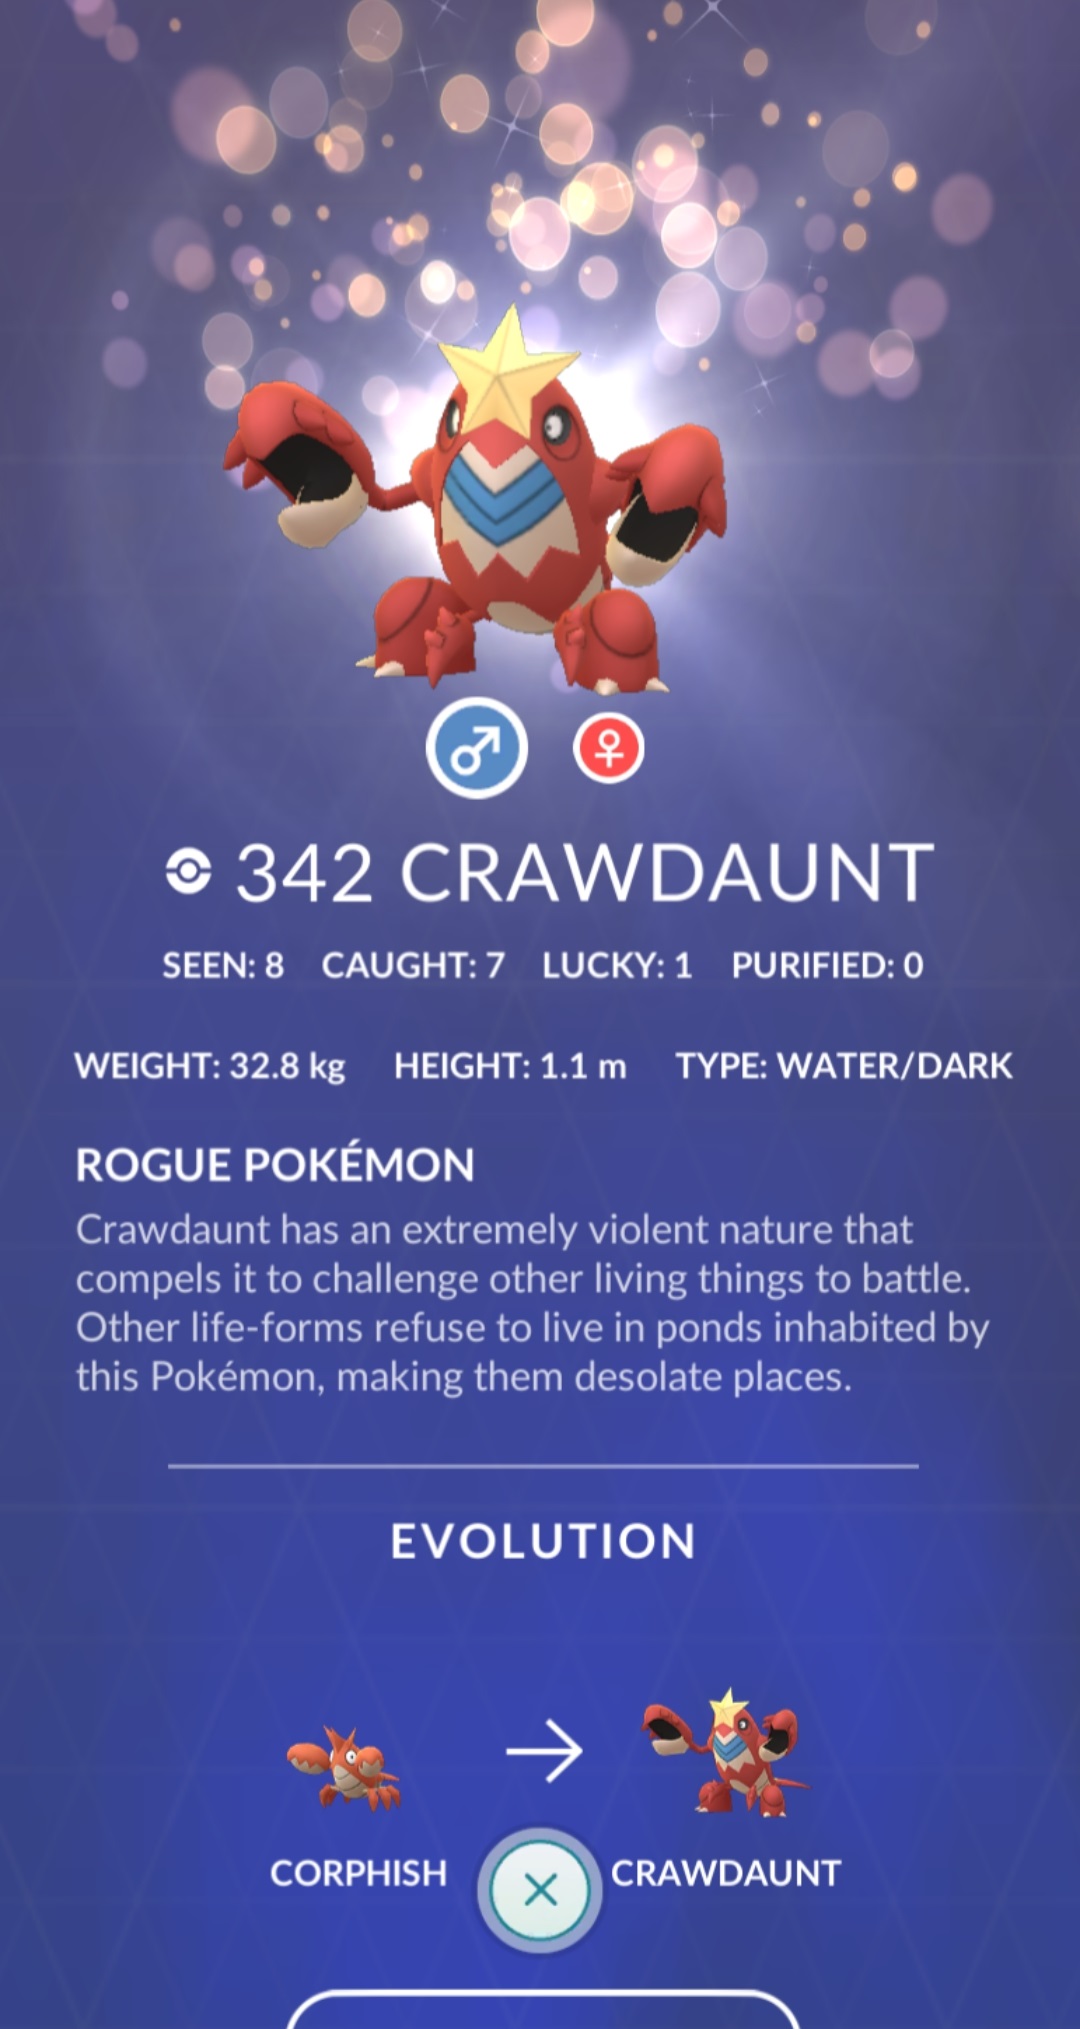 342 CRAWDAUNT
SEEN: 8 CAUGHT: 7 LUCKY: 1 PURIFIED: 0
WEIGHT: 32.8 kg HEIGHT: 1.1 m TYPE: WATER/DARK
ROGUE POKÉMON
Crawdaunt has an extremely violent nature that
compels it to challenge other living things to battle.
Other life-forms refuse to live in ponds inhabited by
this Pokémon, making them desolate places.
EVOLUTION
CORPHISH CRAWDAUNT